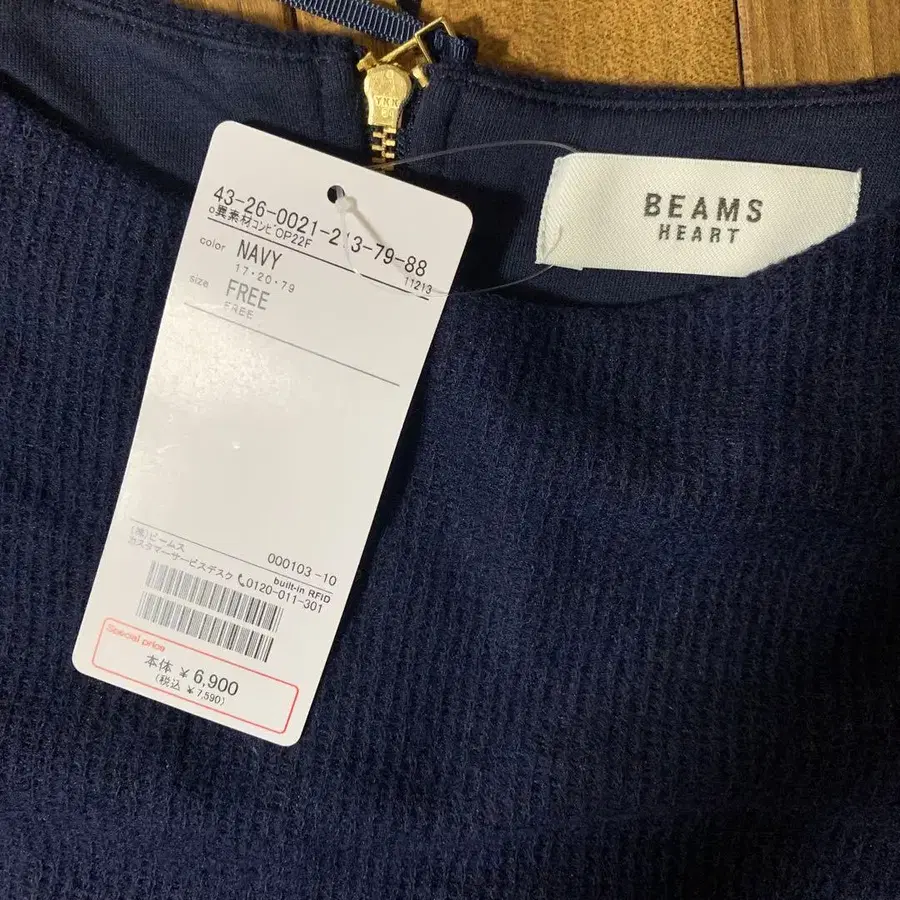 YKK
BEAMS
HEART
43-26-0021-213-79-88
o異素材コンビOP22F
11213
color NAVY
17・20・79
size FREE
FREE
(株)ビームス
000103-10
カスタマーサービスデスク 0120-011-301
built-in RFID
Special price
本体 ¥6,900
(税込 ¥7,590)